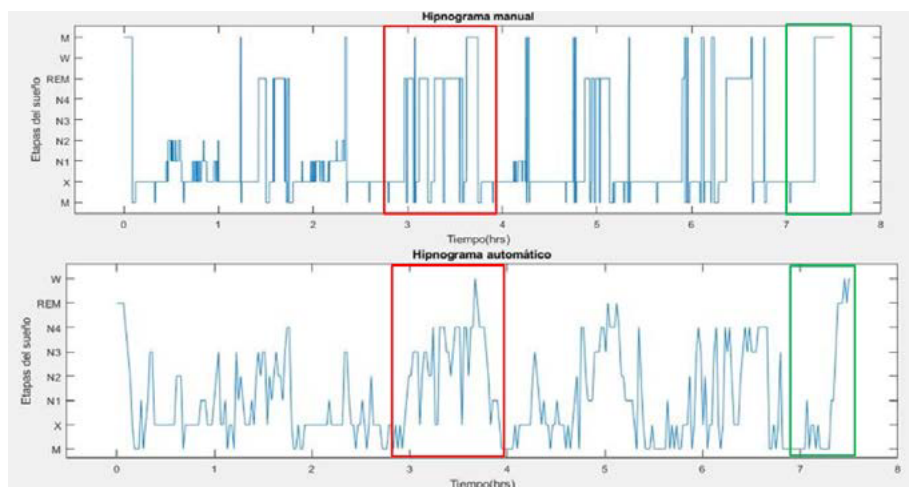 Hipnograma manual
Etapas del sueño
M
W
REM
N4
N3
N2
N1
X
M
0 1 2 3 4 5 6 7 8
Tiempo(hrs)
Hipnograma automático
Etapas del sueño
W
REM
N4
N3
N2
N1
X
M
0 1 2 3 4 5 6 7 8
Tiempo(hrs)